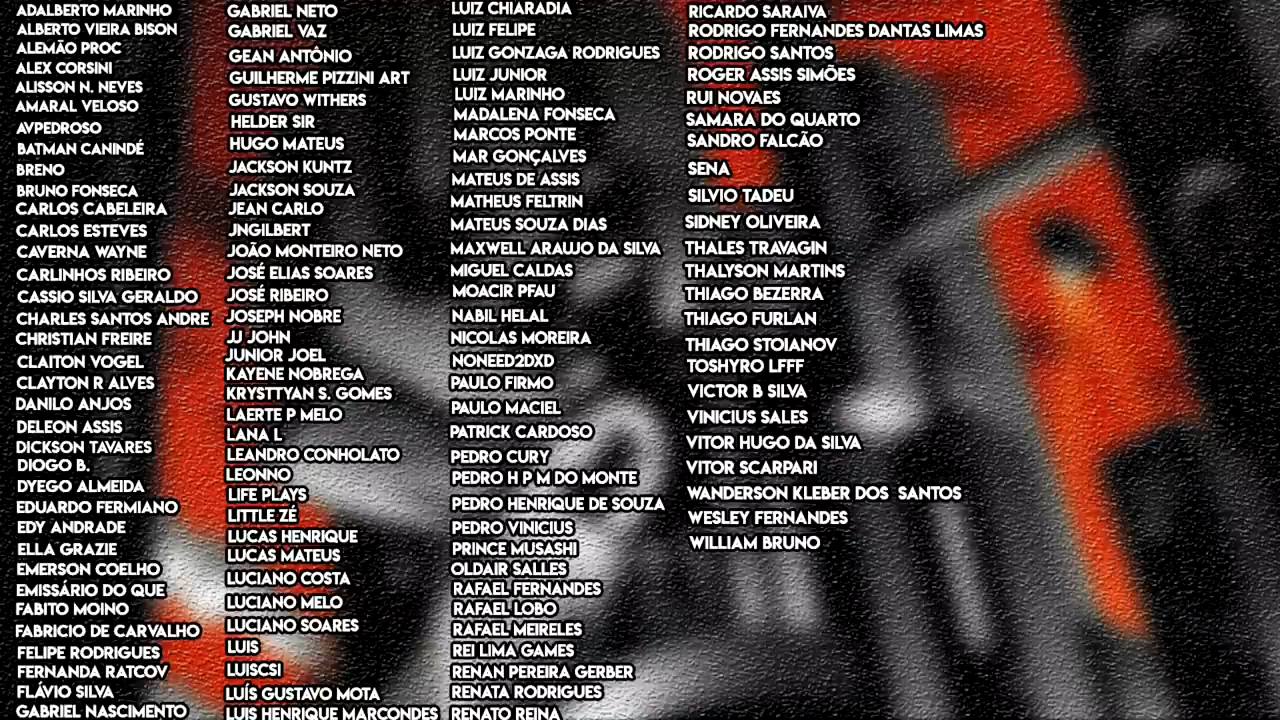 ADALBERTO MARINHO
ALBERTO VIEIRA BISON
ALEMÃO PROC
ALEX CORSINI
ALISSON N. NEVES
AMARAL VELOSO
AVPEDROSO
BATMAN CANINDÉ
BRENO
BRUNO FONSECA
CARLOS CABELEIRA
CARLOS ESTEVES
CAVERNA WAYNE
CARLINHOS RIBEIRO
CASSIO SILVA GERALDO
CHARLES SANTOS ANDRE
CHRISTIAN FREIRE
CLAITON VOGEL
CLAYTON R ALVES
DANILO ANJOS
DELEON ASSIS
DICKSON TAVARES
DIOGO B.
DYEGO ALMEIDA
EDUARDO FERMIANO
EDY ANDRADE
ELLA GRAZIE
EMERSON COELHO
EMISSÁRIO DO QUE
FABITO MOINO
FABRICIO DE CARVALHO
FELIPE RODRIGUES
FERNANDA RATCOV
FLÁVIO SILVA
GABRIEL NASCIMENTO
GABRIEL NETO
GABRIEL VAZ
GEAN ANTÔNIO
GUILHERME PIZZINI ART
GUSTAVO WITHERS
HELDER SIR
HUGO MATEUS
JACKSON KUNTZ
JACKSON SOUZA
JEAN CARLO
JNGILBERT
JOÃO MONTEIRO NETO
JOSÉ ELIAS SOARES
JOSÉ RIBEIRO
JOSEPH NOBRE
JJ JOHN
JUNIOR JOEL
KAYENE NOBREGA
KRYSTTYAN S. GOMES
LAERTE P MELO
LANA L
LEANDRO CONHOLATO
LEONNO
LIFE PLAYS
LITTLE ZÉ
LUCAS HENRIQUE
LUCAS MATEUS
LUCIANO COSTA
LUCIANO MELO
LUCIANO SOARES
LUIS
LUISCSI
LUÍS GUSTAVO MOTA
LUIS HENRIQUE MARCONDES
LUIZ CHIARADIA
LUIZ FELIPE
LUIZ GONZAGA RODRIGUES
LUIZ JUNIOR
LUIZ MARINHO
MADALENA FONSECA
MARCOS PONTE
MAR GONÇALVES
MATEUS DE ASSIS
MATHEUS FELTRIN
MATEUS SOUZA DIAS
MAXWELL ARAUJO DA SILVA
MIGUEL CALDAS
MOACIR PFAU
NABIL HELAL
NICOLAS MOREIRA
NONEED2DXD
PAULO FIRMO
PAULO MACIEL
PATRICK CARDOSO
PEDRO CURY
PEDRO H P M DO MONTE
PEDRO HENRIQUE DE SOUZA
PEDRO VINICIUS
PRINCE MUSASHI
OLDAIR SALLES
RAFAEL FERNANDES
RAFAEL LOBO
RAFAEL MEIRELES
REI LIMA GAMES
RENAN PEREIRA GERBER
RENATA RODRIGUES
RENATO REINA
RICARDO SARAIVA
RODRIGO FERNANDES DANTAS LIMAS
RODRIGO SANTOS
ROGER ASSIS SIMÕES
RUI NOVAES
SAMARA DO QUARTO
SANDRO FALCÃO
SENA
SILVIO TADEU
SIDNEY OLIVEIRA
THALES TRAVAGIN
THALYSON MARTINS
THIAGO BEZERRA
THIAGO FURLAN
THIAGO STOIANOV
TOSHYRO LFFF
VICTOR B SILVA
VINICIUS SALES
VITOR HUGO DA SILVA
VITOR SCARPARI
WANDERSON KLEBER DOS SANTOS
WESLEY FERNANDES
WILLIAM BRUNO